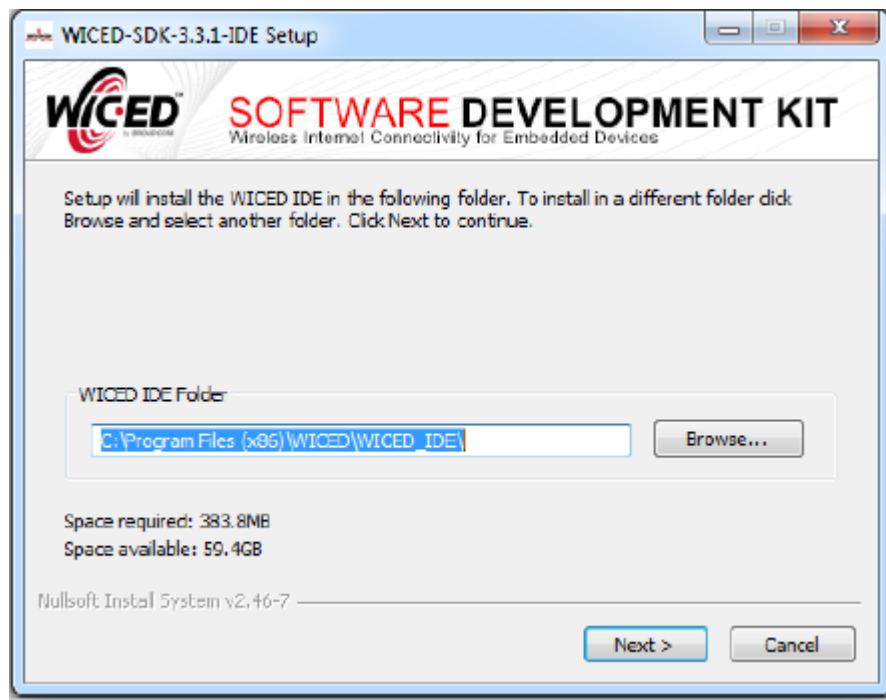 WICED-SDK-3.3.1-IDE Setup
WICED™
by BROADCOM
SOFTWARE DEVELOPMENT KIT
Wireless Internet Connectivity for Embedded Devices
Setup will install the WICED IDE in the following folder. To install in a different folder click
Browse and select another folder. Click Next to continue.
WICED IDE Folder
C:\Program Files (x86)\WICED\WICED_IDE\
Browse...
Space required: 383.8MB
Space available: 59.4GB
Nullsoft Install System v2.46-7
Next >
Cancel